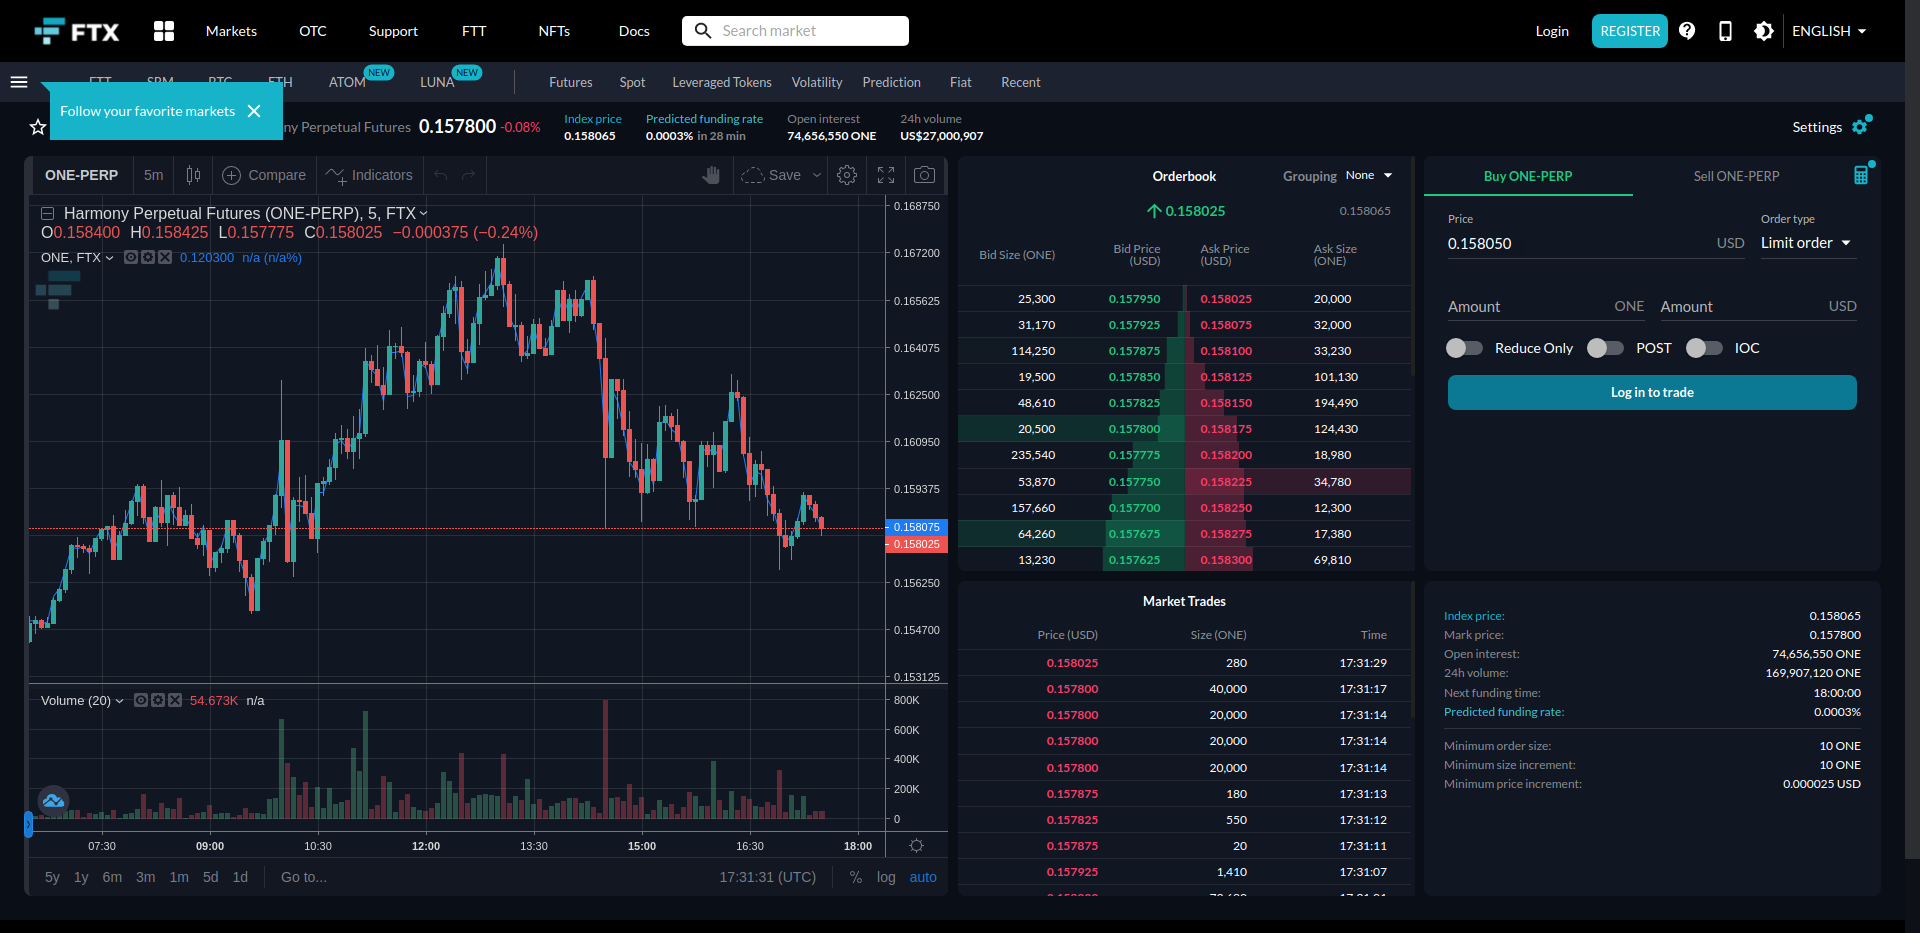 FTX
Markets
OTC
Support
FTT
NFTs
Docs
Search market
Login
REGISTER
ENGLISH
ATOM NEW
LUNA NEW
Futures
Spot
Leveraged Tokens
Volatility
Prediction
Fiat
Recent
Follow your favorite markets
ny Perpetual Futures
0.157800 -0.08%
Index price
0.158065
Predicted funding rate
0.0003% in 28 min
Open interest
74,656,550 ONE
24h volume
US$27,000,907
Settings
ONE-PERP
5m
Compare
Indicators
Save
Harmony Perpetual Futures (ONE-PERP), 5, FTX
O0.158400 H0.158425 L0.157775 C0.158025 −0.000375 (−0.24%)
ONE, FTX 0.120300 n/a (n/a%)
0.168750
0.167200
0.165625
0.164075
0.162500
0.160950
0.159375
0.158075
0.158025
0.156250
0.154700
0.153125
Volume (20) 54.673K n/a
800K
600K
400K
200K
0
07:30 09:00 10:30 12:00 13:30 15:00 16:30 18:00
5y 1y 6m 3m 1m 5d 1d Go to...
17:31:31 (UTC) % log auto
Orderbook
Grouping None
0.158025
0.158065
Bid Size (ONE) Bid Price (USD) Ask Price (USD) Ask Size (ONE)
25,300 0.157950 0.158025 20,000
31,170 0.157925 0.158075 32,000
114,250 0.157875 0.158100 33,230
19,500 0.157850 0.158125 101,130
48,610 0.157825 0.158150 194,490
20,500 0.157800 0.158175 124,430
235,540 0.157775 0.158200 18,980
53,870 0.157750 0.158225 34,780
157,660 0.157700 0.158250 12,300
64,260 0.157675 0.158275 17,380
13,230 0.157625 0.158300 69,810
Market Trades
Price (USD) Size (ONE) Time
0.158025 280 17:31:29
0.157800 40,000 17:31:17
0.157800 20,000 17:31:14
0.157800 20,000 17:31:14
0.157800 20,000 17:31:14
0.157875 180 17:31:13
0.157825 550 17:31:12
0.157875 20 17:31:11
0.157925 1,410 17:31:07
Buy ONE-PERP
Sell ONE-PERP
Price
0.158050 USD
Order type
Limit order
Amount ONE
Amount USD
Reduce Only
POST
IOC
Log in to trade
Index price: 0.158065
Mark price: 0.157800
Open interest: 74,656,550 ONE
24h volume: 169,907,120 ONE
Next funding time: 18:00:00
Predicted funding rate: 0.0003%
Minimum order size: 10 ONE
Minimum size increment: 10 ONE
Minimum price increment: 0.000025 USD